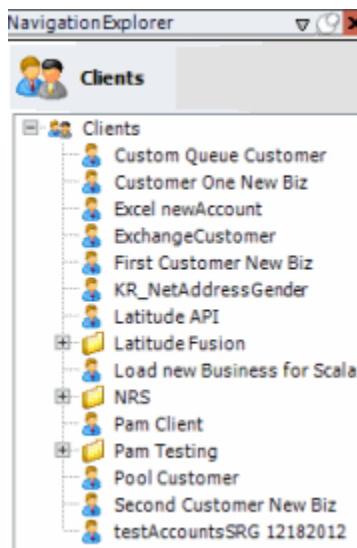 NavigationExplorer
Clients
Clients
Custom Queue Customer
Customer One New Biz
Excel newAccount
ExchangeCustomer
First Customer New Biz
KR_NetAddressGender
Latitude API
Latitude Fusion
Load new Business for Scala
NRS
Pam Client
Pam Testing
Pool Customer
Second Customer New Biz
testAccountsSRG 12182012